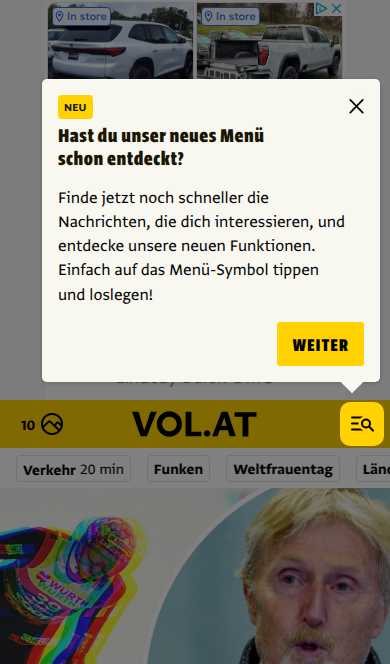 In store
In store
NEU
Hast du unser neues Menü
schon entdeckt?
Finde jetzt noch schneller die
Nachrichten, die dich interessieren, und
entdecke unsere neuen Funktionen.
Einfach auf das Menü-Symbol tippen
und loslegen!
WEITER
10
VOL.AT
Verkehr 20 min
Funken
Weltfrauentag
Länd
WÜRTH